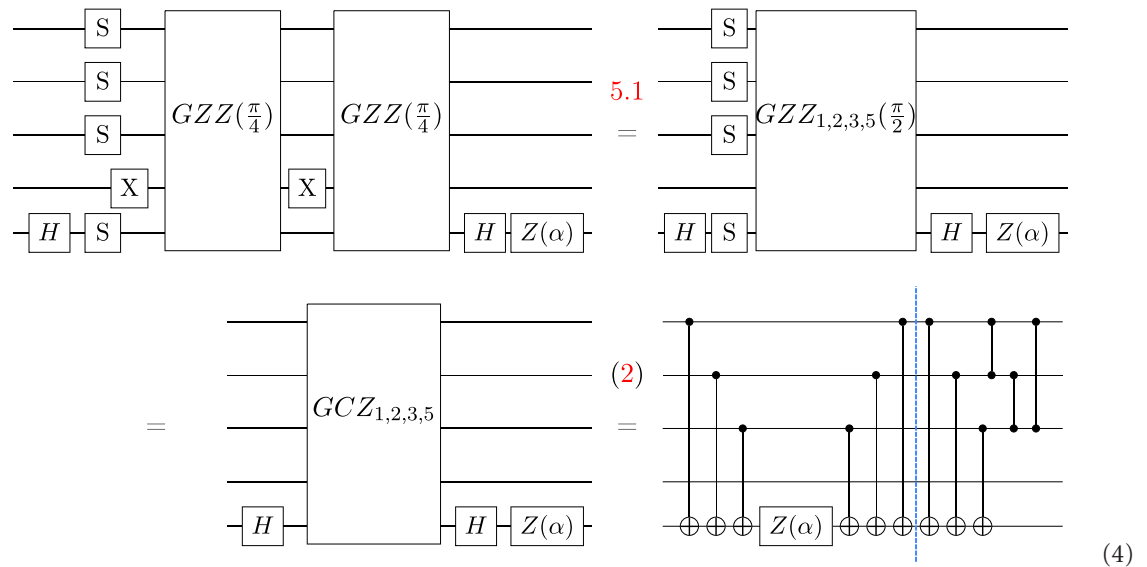 S S
S S
GZZ(π/4) GZZ(π/4) 5.1 GZZ_{1,2,3,5}(π/2)
S = S
X X
H S H Z(α) H S H Z(α)
(2)
= GCZ_{1,2,3,5} =
H H Z(α) Z(α)
(4)